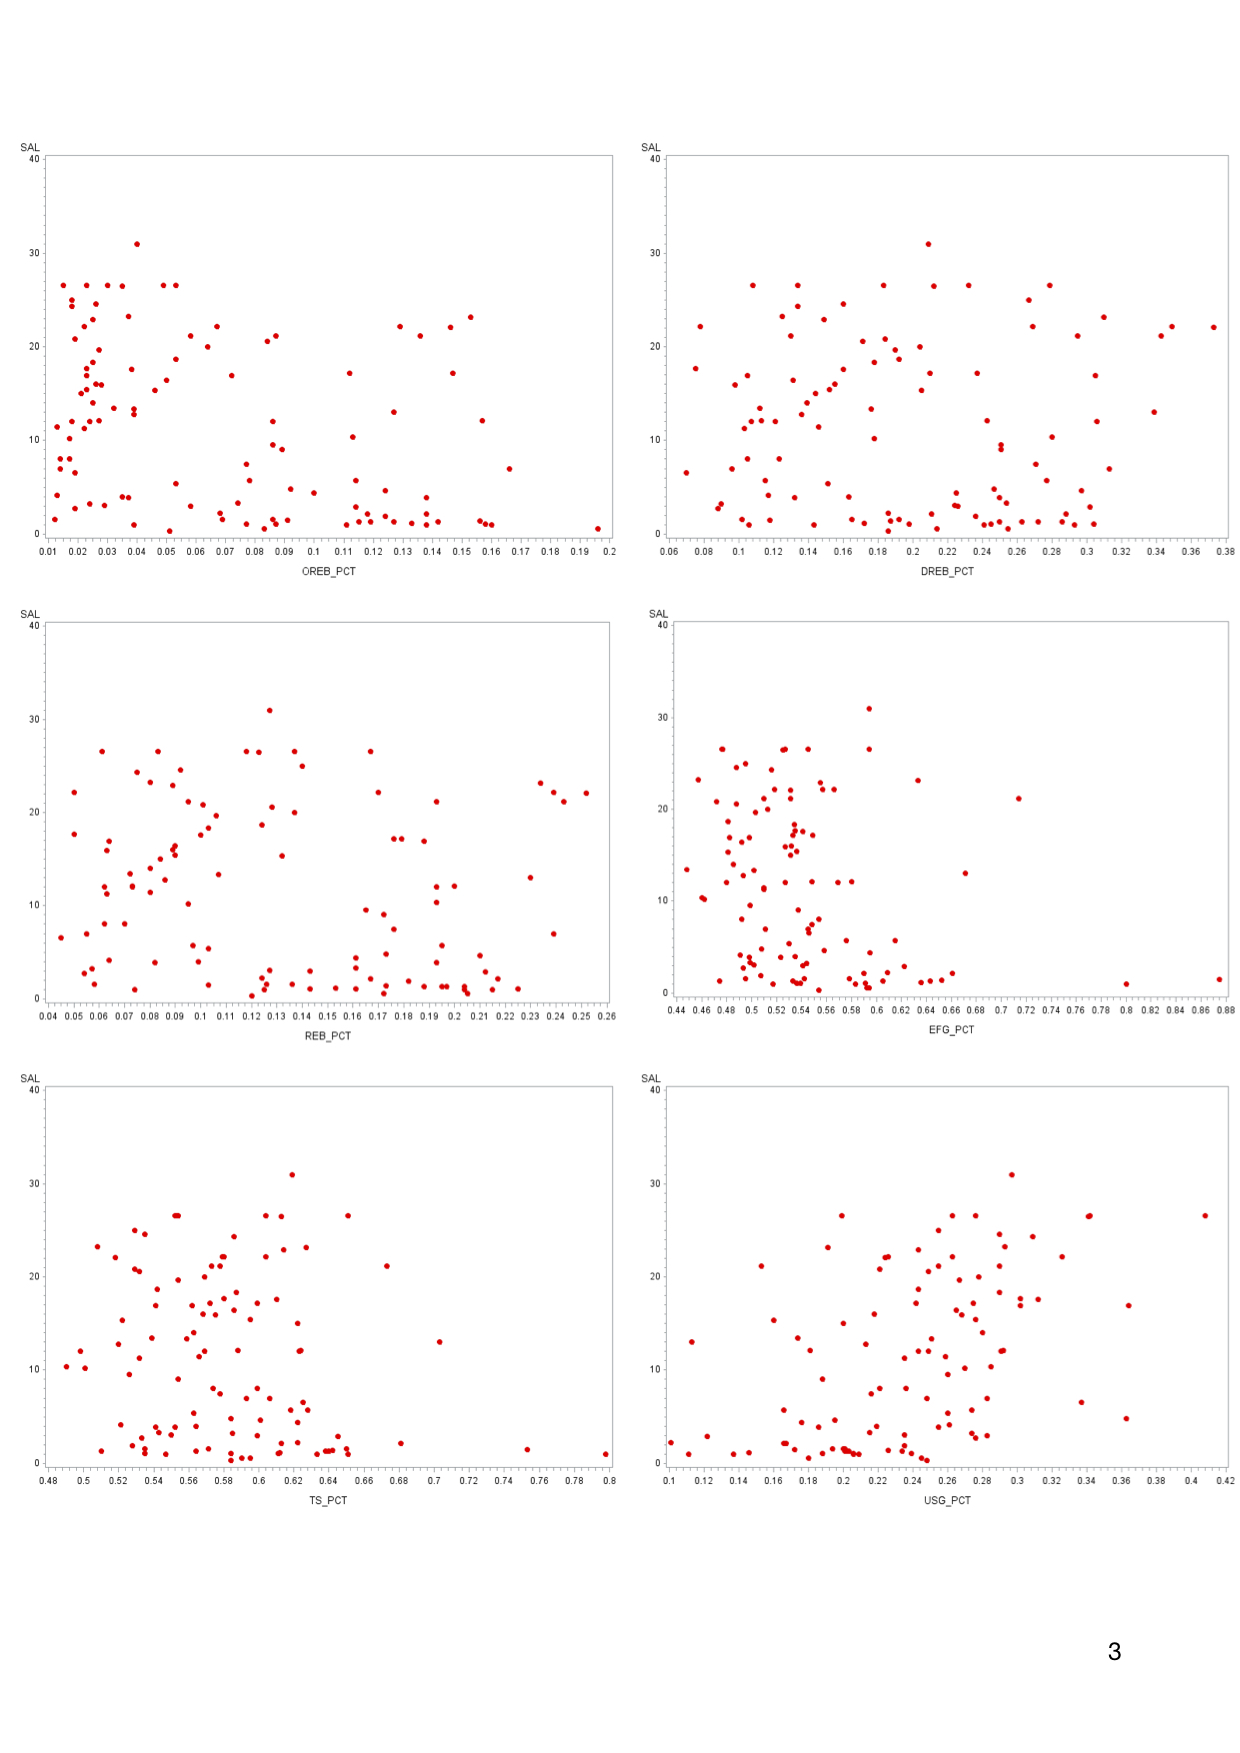 SAL SAL
40 40
30 30
20 20
10 10
0 0
0.01 0.02 0.03 0.04 0.05 0.06 0.07 0.08 0.09 0.1 0.11 0.12 0.13 0.14 0.15 0.16 0.17 0.18 0.19 0.2 0.06 0.08 0.1 0.12 0.14 0.16 0.18 0.2 0.22 0.24 0.26 0.28 0.30 0.32 0.34 0.36 0.38
OREB_PCT DREB_PCT
SAL SAL
40 40
30 30
20 20
10 10
0 0
0.04 0.05 0.06 0.07 0.08 0.09 0.1 0.11 0.12 0.13 0.14 0.15 0.16 0.17 0.18 0.19 0.2 0.21 0.22 0.23 0.24 0.25 0.26 0.44 0.46 0.48 0.5 0.52 0.54 0.56 0.58 0.6 0.62 0.64 0.66 0.68 0.7 0.72 0.74 0.76 0.78 0.8 0.82 0.84 0.86 0.88
REB_PCT EFG_PCT
SAL SAL
40 40
30 30
20 20
10 10
0 0
0.48 0.5 0.52 0.54 0.56 0.58 0.6 0.62 0.64 0.66 0.68 0.7 0.72 0.74 0.76 0.78 0.8 0.1 0.12 0.14 0.16 0.18 0.2 0.22 0.24 0.26 0.28 0.3 0.32 0.34 0.36 0.38 0.4 0.42
TS_PCT USG_PCT
3